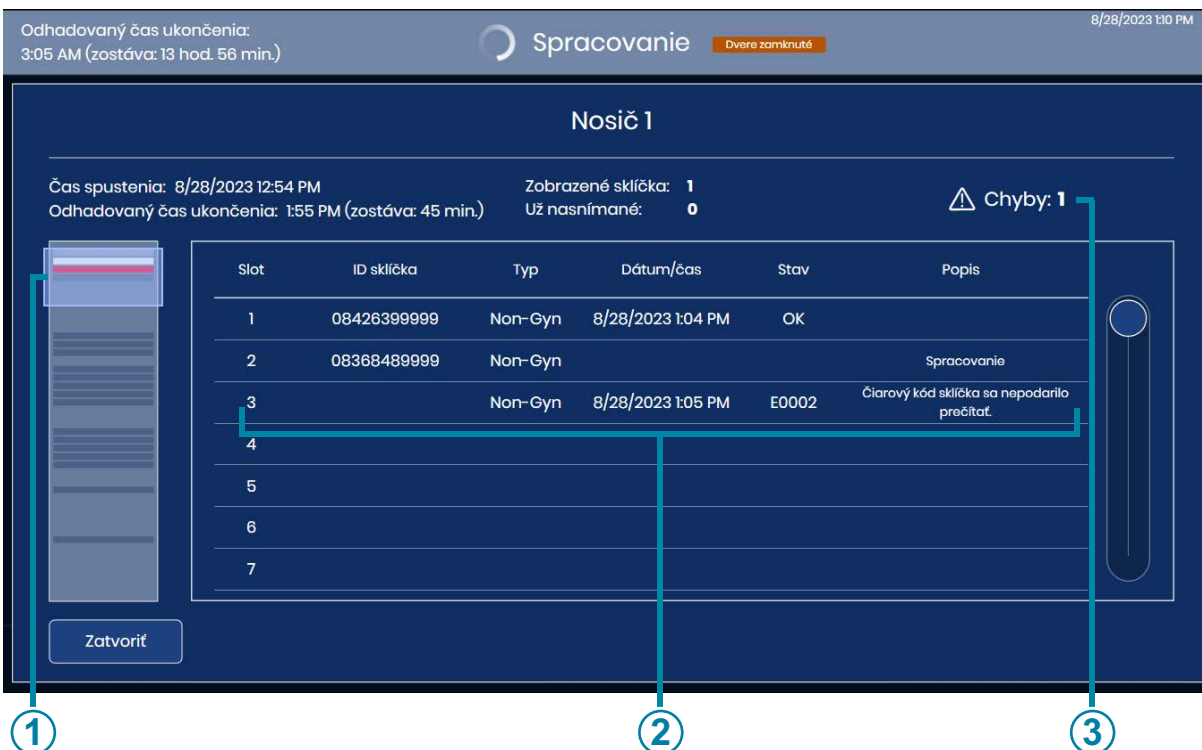 Odhadovaný čas ukončenia:
3:05 AM (zostáva: 13 hod. 56 min.)
Spracovanie
Dvere zamknuté
8/28/2023 1:10 PM
Nosič 1
Čas spustenia: 8/28/2023 12:54 PM
Odhadovaný čas ukončenia: 1:55 PM (zostáva: 45 min.)
Zobrazené sklíčka: 1
Už nasnímané: 0
Chyby: 1
Slot ID sklíčka Typ Dátum/čas Stav Popis
1 08426399999 Non-Gyn 8/28/2023 1:04 PM OK
2 08368489999 Non-Gyn Spracovanie
3 Non-Gyn 8/28/2023 1:05 PM E0002 Čiarový kód sklíčka sa nepodarilo
prečítať.
4
5
6
7
Zatvoriť
1 2 3